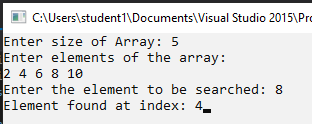 C:\Users\student1\Documents\Visual Studio 2015\Pro
Enter size of Array: 5
Enter elements of the array:
2 4 6 8 10
Enter the element to be searched: 8
Element found at index: 4